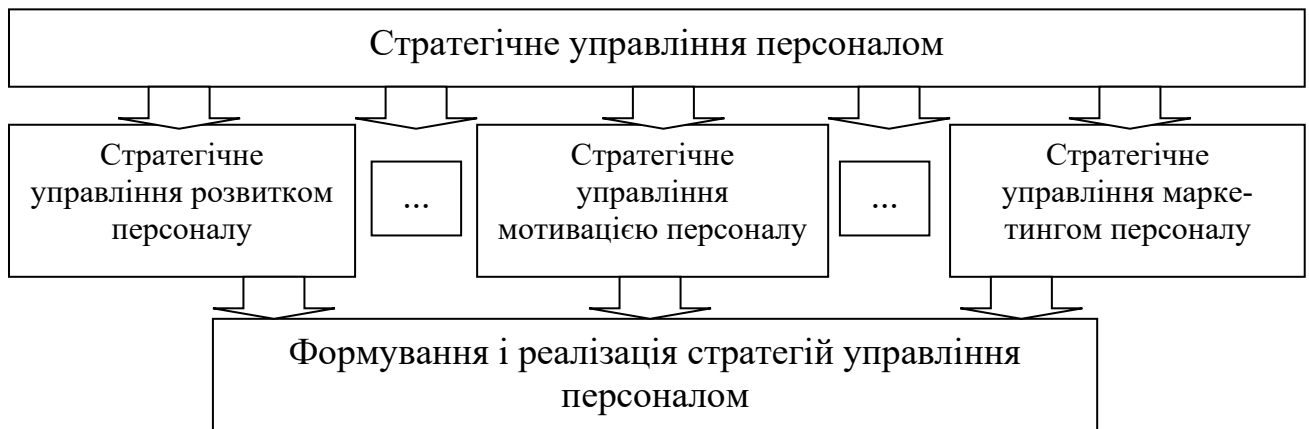 Стратегічне управління персоналом
Стратегічне
управління розвитком
персоналу
...
Стратегічне
управління
мотивацією персоналу
...
Стратегічне
управління марке-
тингом персоналу
Формування і реалізація стратегій управління
персоналом